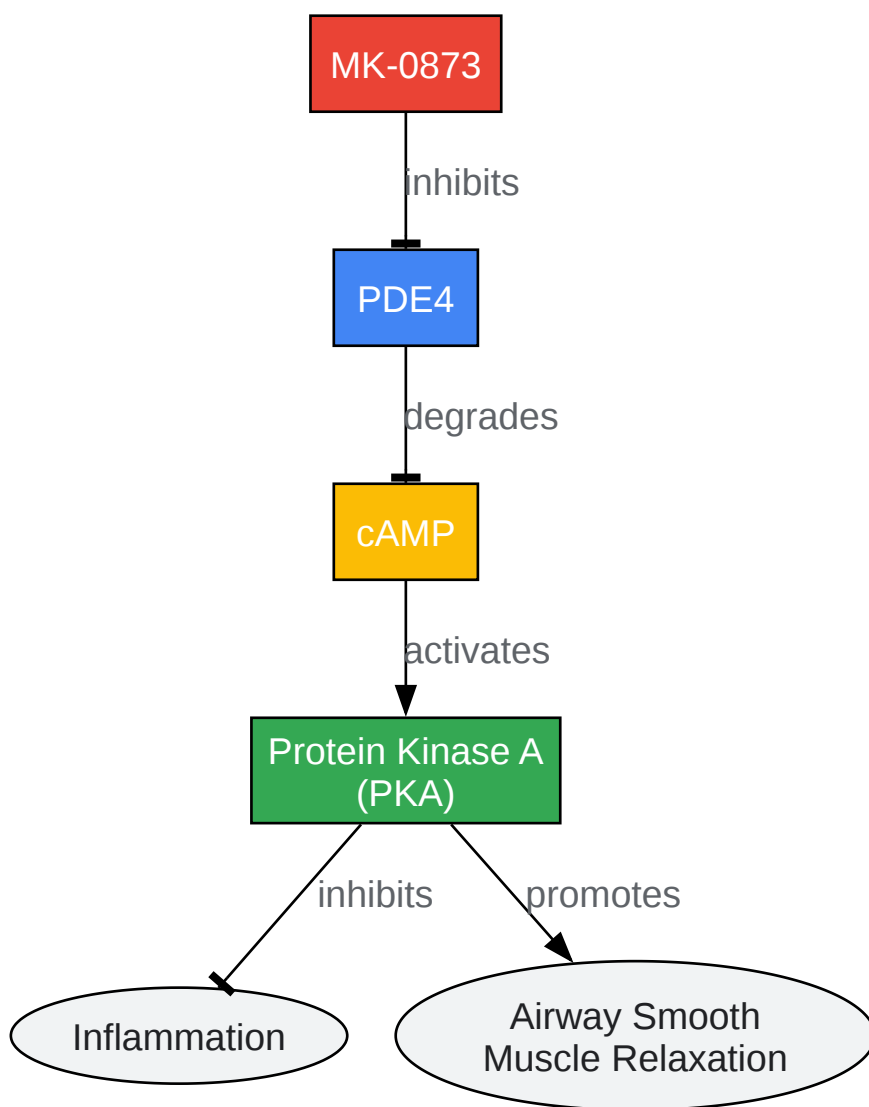 MK-0873
inhibits
PDE4
degrades
cAMP
activates
Protein Kinase A
(PKA)
inhibits
promotes
Inflammation
Airway Smooth
Muscle Relaxation